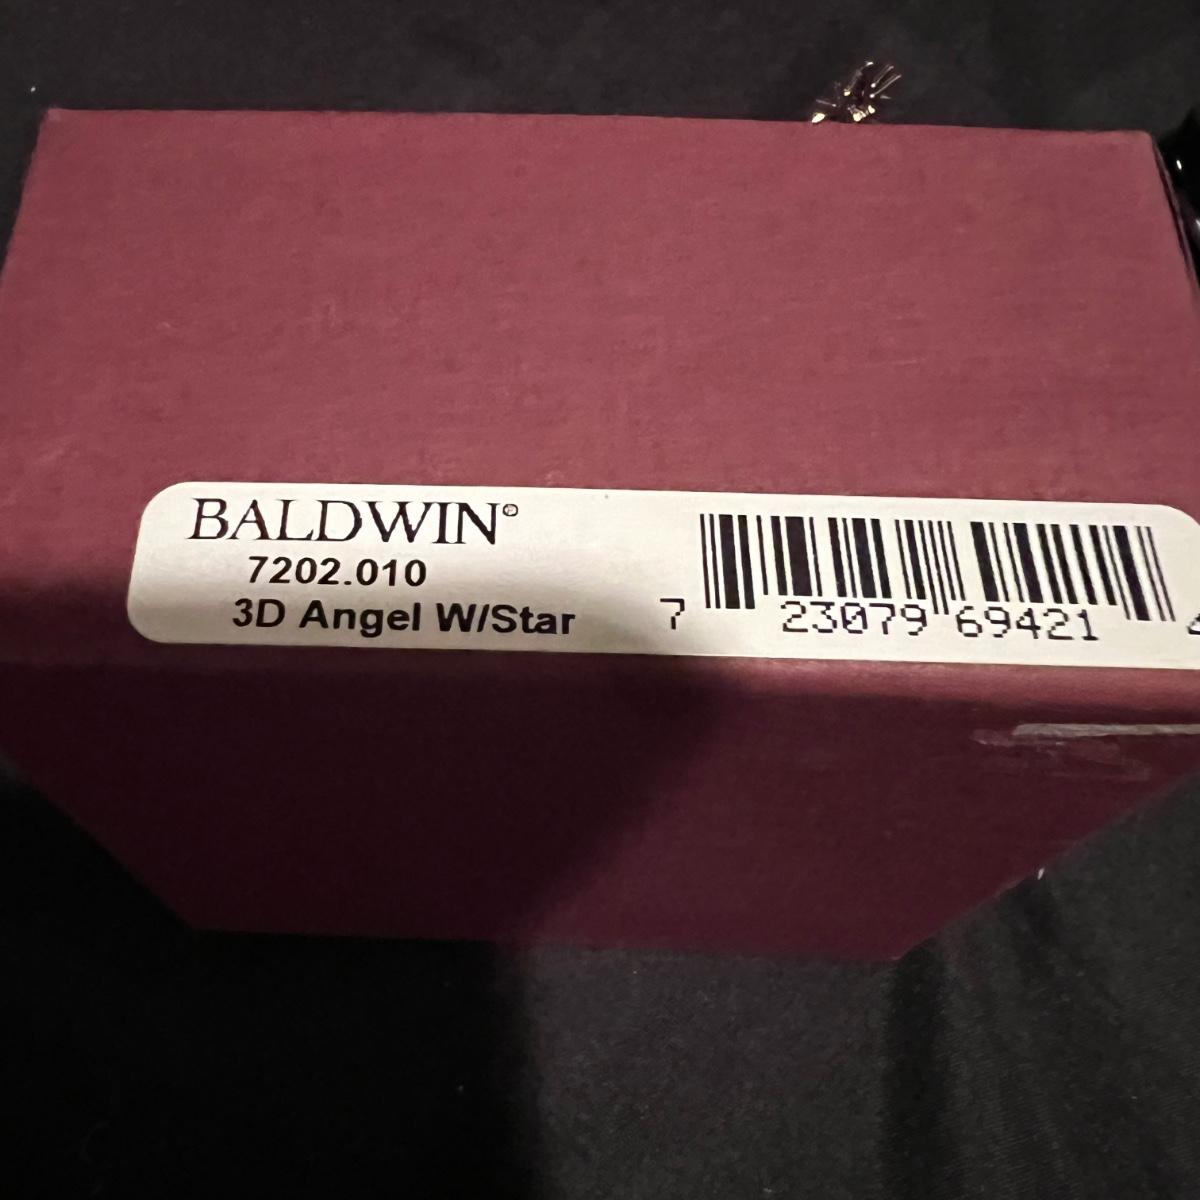 BALDWIN®
7202.010
3D Angel W/Star
7 23079 69421